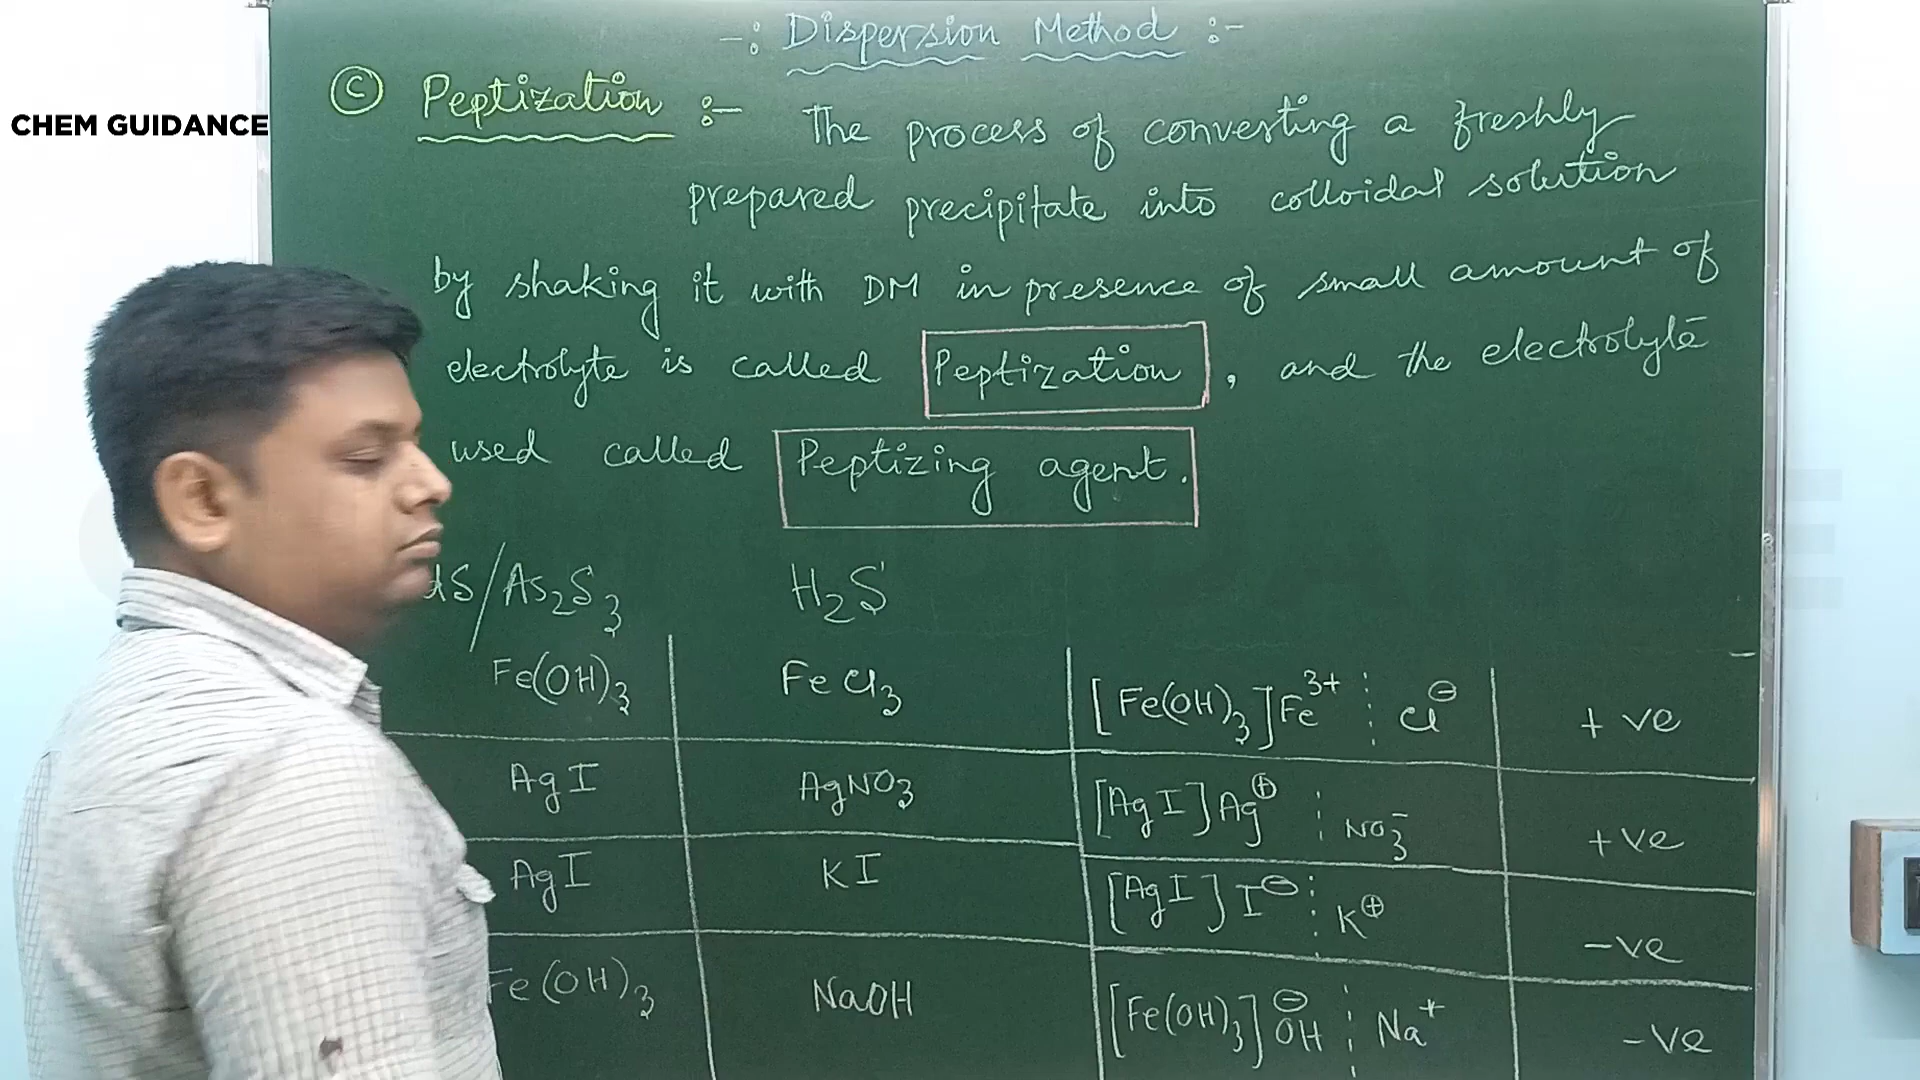 -: Dispersion Method :-
CHEM GUIDANCE
(C) Peptization :- The process of converting a freshly
prepared precipitate into colloidal solution
by shaking it with DM in presence of small amount of
electrolyte is called Peptization, and the electrolyte
used called Peptizing agent.
dS/As₂S₃ H₂S
Fe(OH)₃ FeCl₃ [Fe(OH)₃]Fe³⁺ ⋮ Cl⊖ +ve
AgI AgNO₃ [AgI]Ag⊕ ⋮ NO₃⁻ +ve
AgI KI [AgI]I⊖ ⋮ K⊕ -ve
Fe(OH)₃ NaOH [Fe(OH)₃]OH⊖ ⋮ Na⁺ -ve